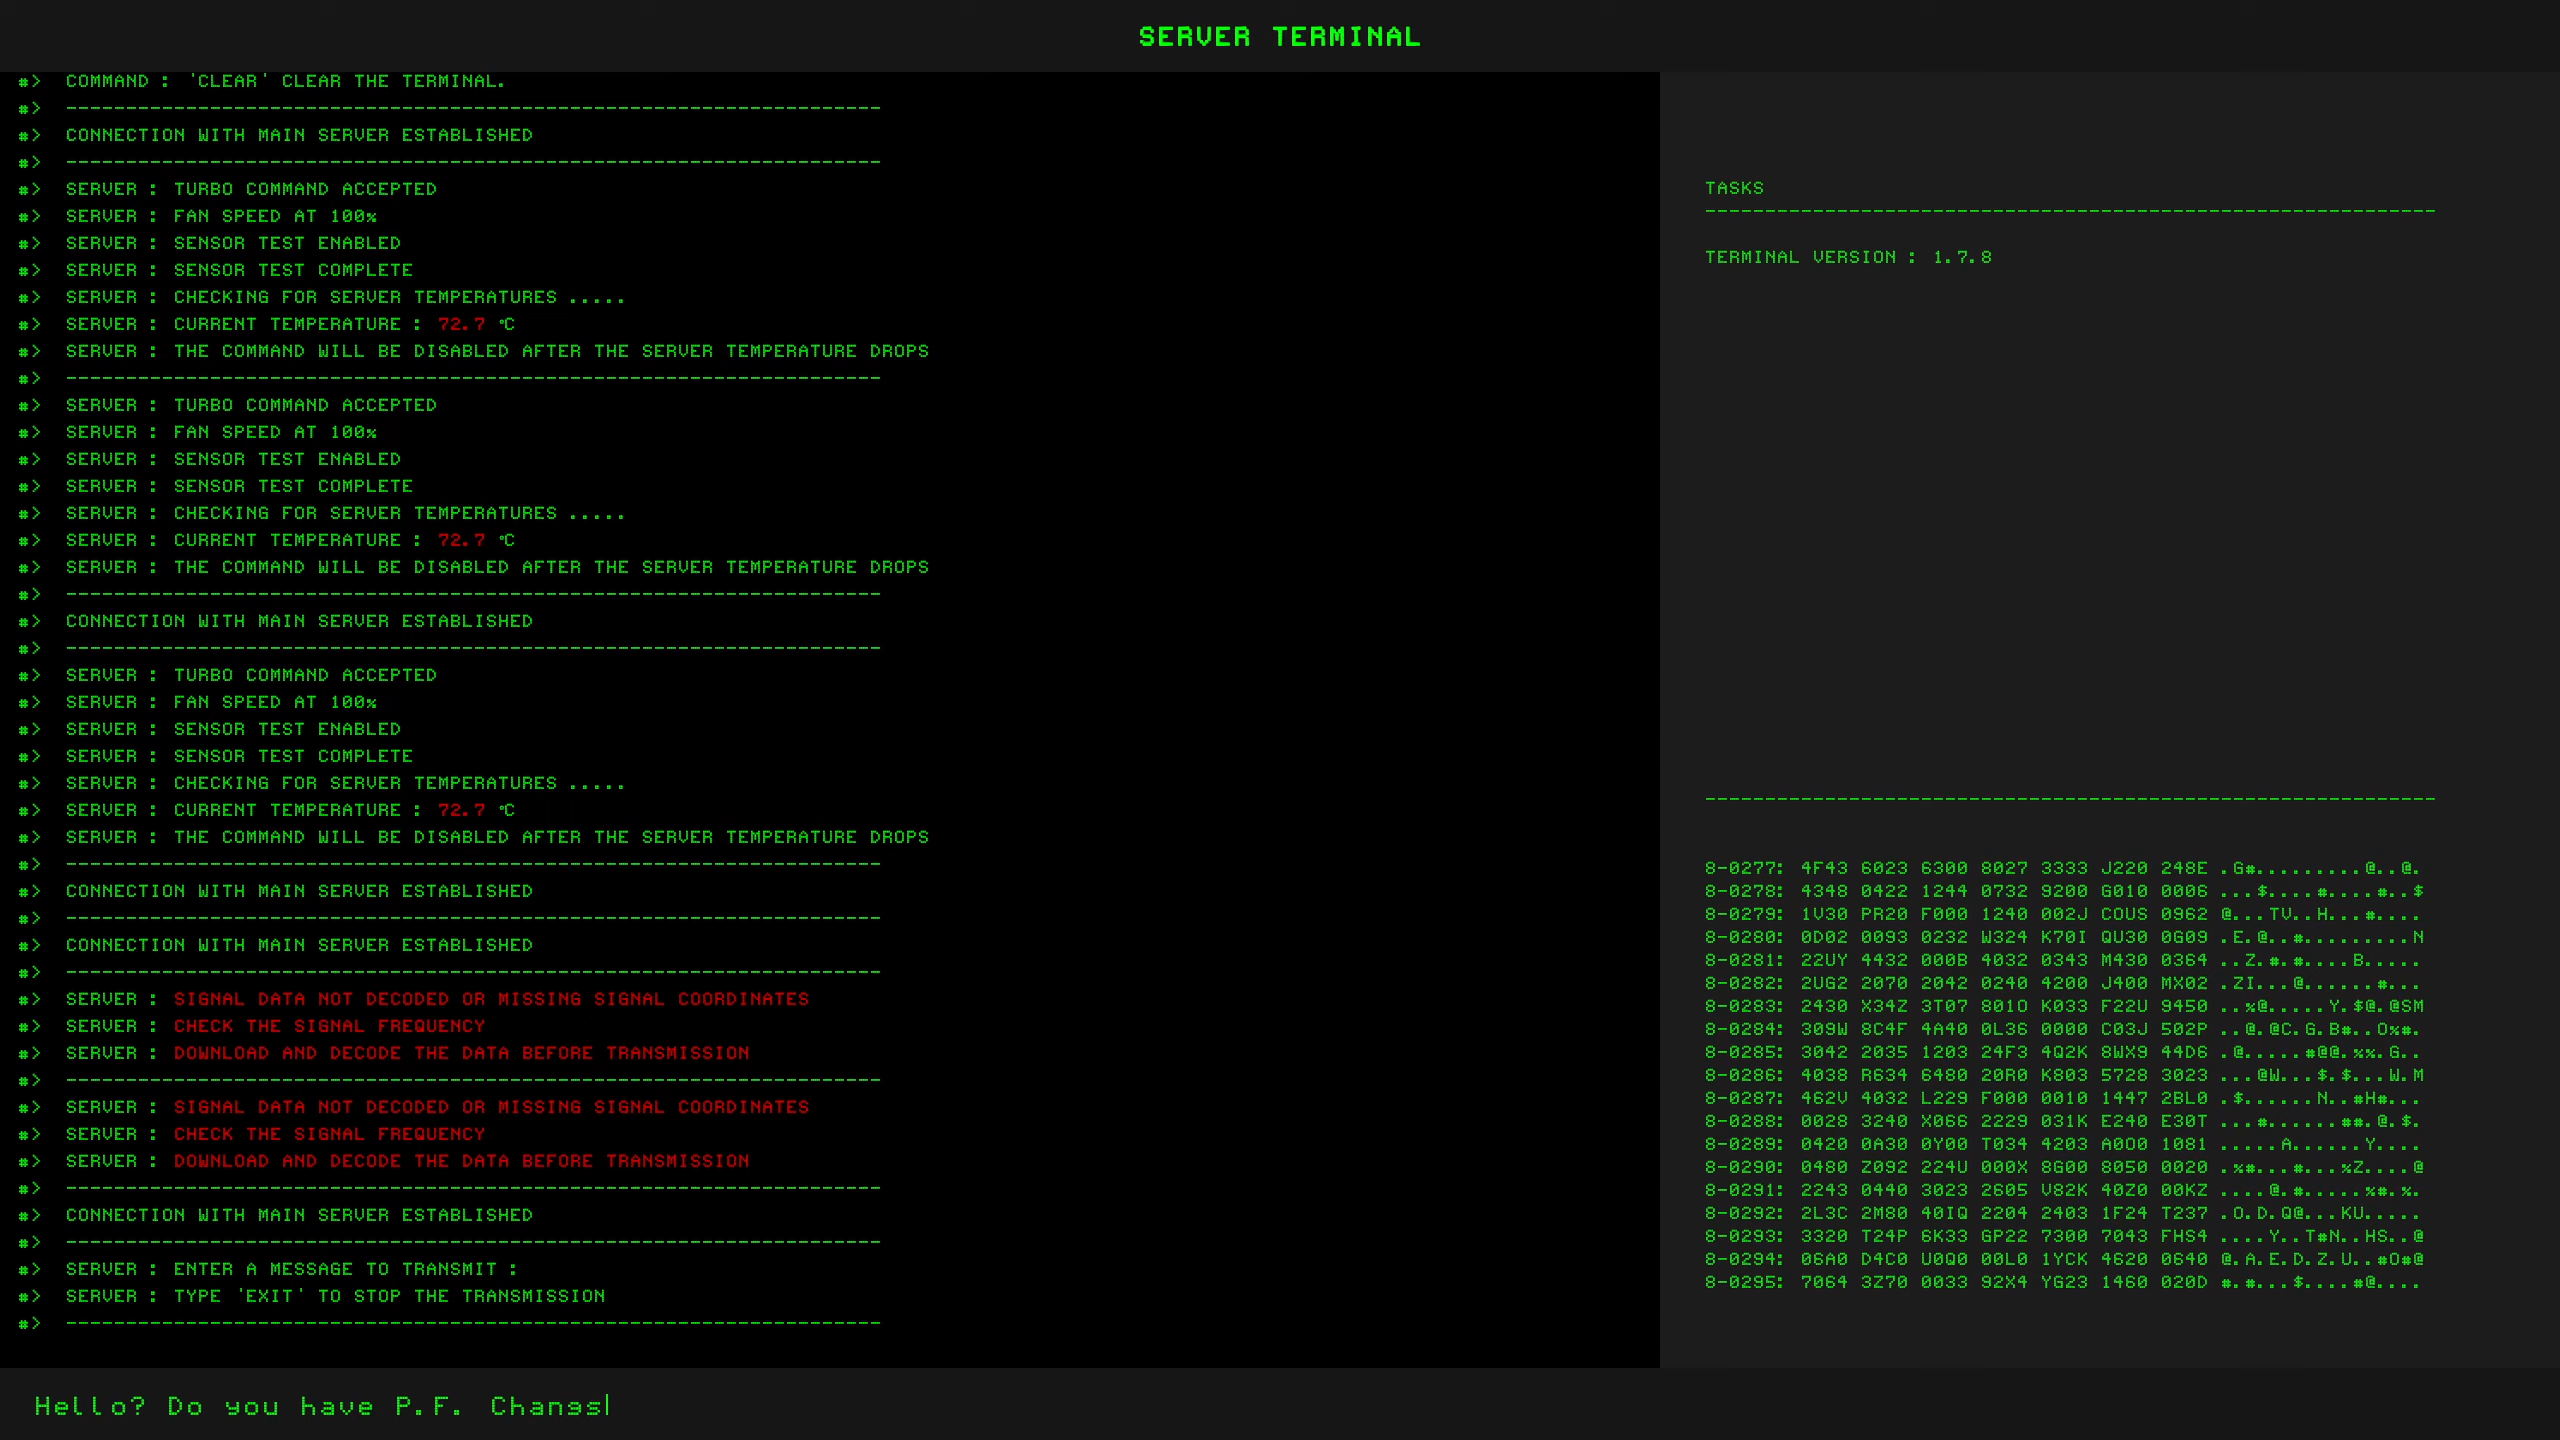 SERVER TERMINAL
#> COMMAND : 'CLEAR' CLEAR THE TERMINAL.
#> --------------------------------------------------------------------
#> CONNECTION WITH MAIN SERVER ESTABLISHED
#> --------------------------------------------------------------------
#> SERVER : TURBO COMMAND ACCEPTED
#> SERVER : FAN SPEED AT 100%
#> SERVER : SENSOR TEST ENABLED
#> SERVER : SENSOR TEST COMPLETE
#> SERVER : CHECKING FOR SERVER TEMPERATURES .....
#> SERVER : CURRENT TEMPERATURE : 72.7 °C
#> SERVER : THE COMMAND WILL BE DISABLED AFTER THE SERVER TEMPERATURE DROPS
#> --------------------------------------------------------------------
#> SERVER : TURBO COMMAND ACCEPTED
#> SERVER : FAN SPEED AT 100%
#> SERVER : SENSOR TEST ENABLED
#> SERVER : SENSOR TEST COMPLETE
#> SERVER : CHECKING FOR SERVER TEMPERATURES .....
#> SERVER : CURRENT TEMPERATURE : 72.7 °C
#> SERVER : THE COMMAND WILL BE DISABLED AFTER THE SERVER TEMPERATURE DROPS
#> --------------------------------------------------------------------
#> CONNECTION WITH MAIN SERVER ESTABLISHED
#> --------------------------------------------------------------------
#> SERVER : TURBO COMMAND ACCEPTED
#> SERVER : FAN SPEED AT 100%
#> SERVER : SENSOR TEST ENABLED
#> SERVER : SENSOR TEST COMPLETE
#> SERVER : CHECKING FOR SERVER TEMPERATURES .....
#> SERVER : CURRENT TEMPERATURE : 72.7 °C
#> SERVER : THE COMMAND WILL BE DISABLED AFTER THE SERVER TEMPERATURE DROPS
#> --------------------------------------------------------------------
#> CONNECTION WITH MAIN SERVER ESTABLISHED
#> --------------------------------------------------------------------
#> CONNECTION WITH MAIN SERVER ESTABLISHED
#> --------------------------------------------------------------------
#> SERVER : SIGNAL DATA NOT DECODED OR MISSING SIGNAL COORDINATES
#> SERVER : CHECK THE SIGNAL FREQUENCY
#> SERVER : DOWNLOAD AND DECODE THE DATA BEFORE TRANSMISSION
#> --------------------------------------------------------------------
#> SERVER : SIGNAL DATA NOT DECODED OR MISSING SIGNAL COORDINATES
#> SERVER : CHECK THE SIGNAL FREQUENCY
#> SERVER : DOWNLOAD AND DECODE THE DATA BEFORE TRANSMISSION
#> --------------------------------------------------------------------
#> CONNECTION WITH MAIN SERVER ESTABLISHED
#> --------------------------------------------------------------------
#> SERVER : ENTER A MESSAGE TO TRANSMIT :
#> SERVER : TYPE 'EXIT' TO STOP THE TRANSMISSION
#> --------------------------------------------------------------------
Hello? Do you have P.F. Changs
TASKS
-------------------------------------------------------------
TERMINAL VERSION : 1.7.8
-------------------------------------------------------------
8-0277: 4F43 6023 6300 8027 3333 J220 248E .G#.........@..@.
8-0278: 4348 0422 1244 0732 9200 G010 0006 ...$....#....#..$
8-0279: 1V30 PR20 F000 1240 002J COUS 0962 @...TV..H...#....
8-0280: 0D02 0093 0232 W324 K70I QU30 0G09 .E.@..#.........N
8-0281: 22UY 4432 000B 4032 0343 M430 0364 ..Z.#.#....B.....
8-0282: 2UG2 2070 2042 0240 4200 J400 MX02 .ZI...@......#...
8-0283: 2430 X34Z 3T07 801O K033 F22U 9450 ..%@.....Y.$@.@SM
8-0284: 309W 8C4F 4A40 0L36 0000 C03J 502P ..@.@C.G.B#..O%#.
8-0285: 3042 2035 1203 24F3 4Q2K 8WX9 44D6 .@.....#@@.%%.G..
8-0286: 4038 R634 6480 20R0 K803 5728 3023 ...@W...$.$...W.M
8-0287: 462V 4032 L229 F000 0010 1447 2BL0 .$......N..#H#...
8-0288: 0028 3240 X066 2229 031K E240 E30T ...#......##.@.$.
8-0289: 0420 0A30 0Y00 T034 4203 A0O0 1081 .....A......Y....
8-0290: 0480 Z092 224U 000X 8G00 8050 0020 .%#...#...%Z....@
8-0291: 2243 0440 3023 2605 V82K 40Z0 00KZ ....@.#.....%#.%.
8-0292: 2L3C 2M80 40IQ 2204 2403 1F24 T237 .O.D.Q@...KU.....
8-0293: 3320 T24P 6K33 GP22 7300 7043 FHS4 ....Y..T#N..HS..@
8-0294: 06A0 D4C0 U0Q0 00L0 1YCK 4620 0640 @.A.E.D.Z.U..#O#@
8-0295: 7064 3Z70 0033 92X4 YG23 1460 020D #.#...$....#@....